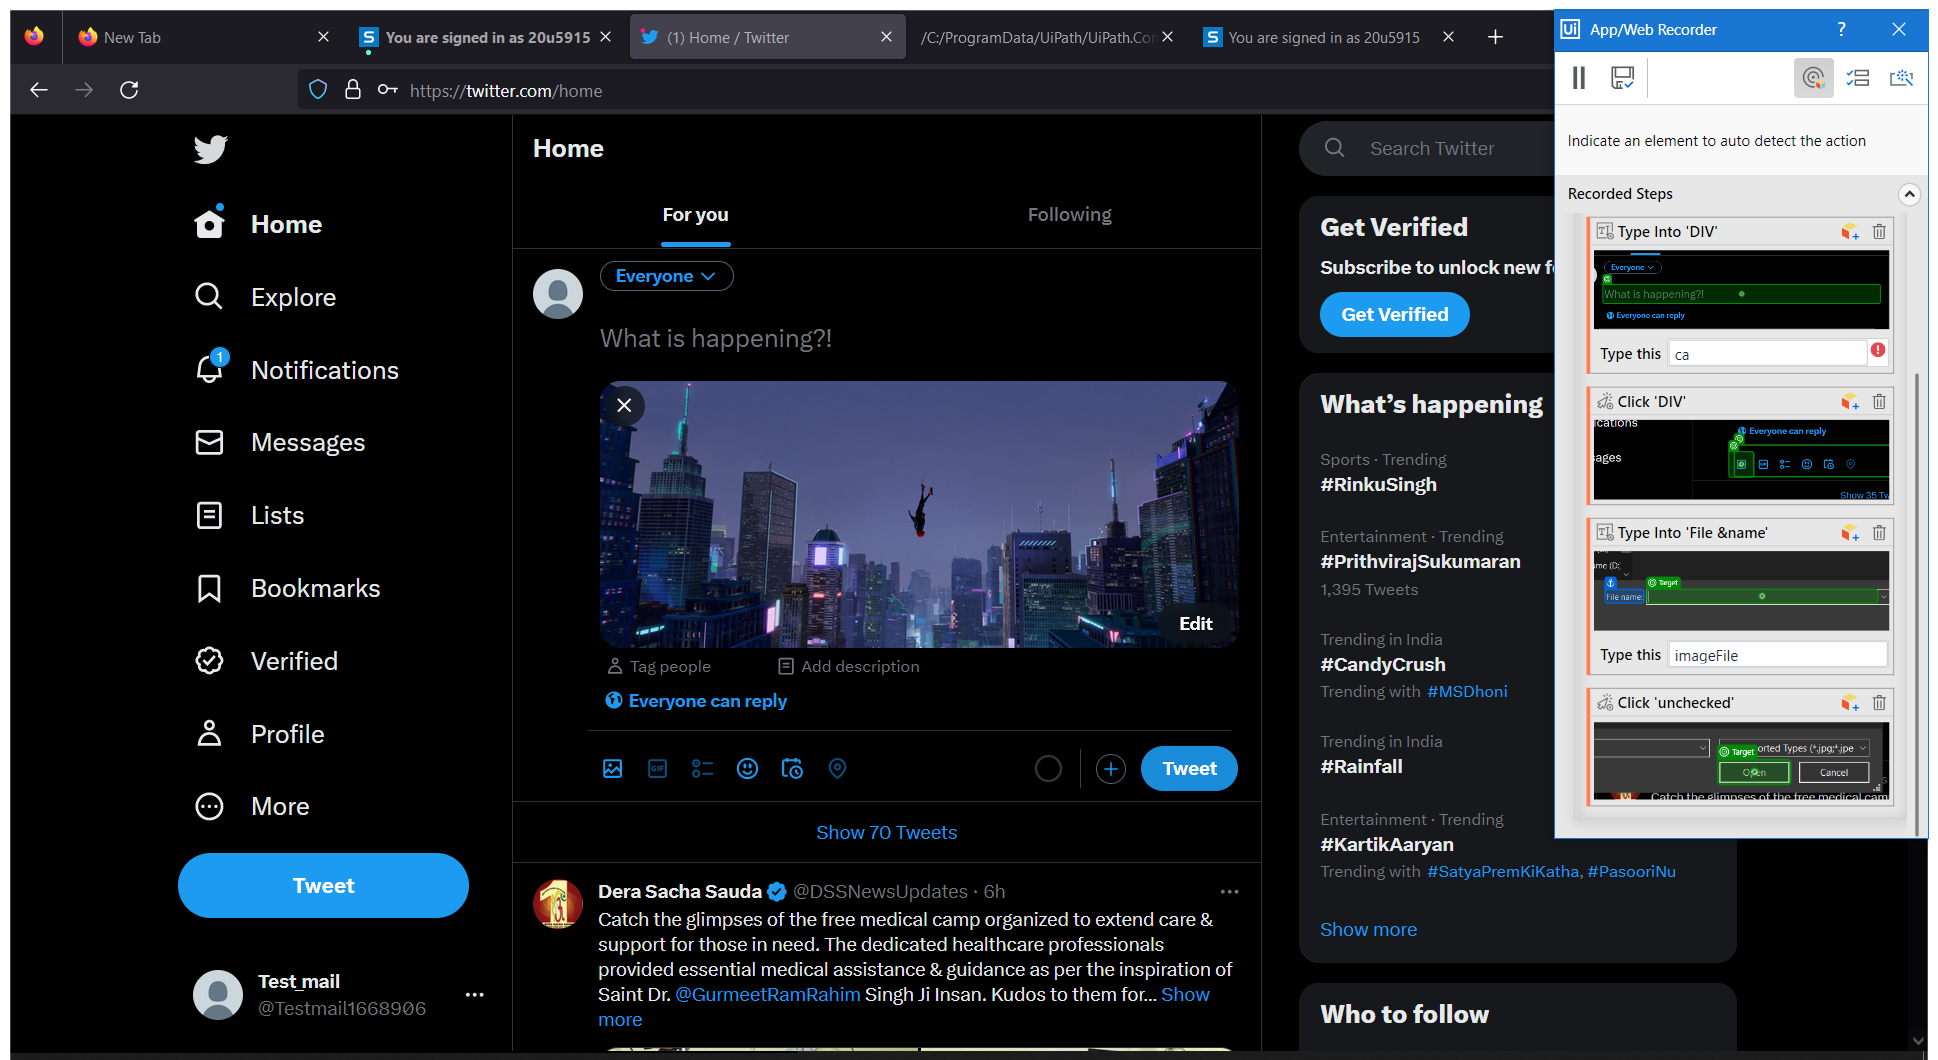 New Tab
You are signed in as 20u5915
(1) Home / Twitter
/C:/ProgramData/UiPath/UiPath.Con
You are signed in as 20u5915
https://twitter.com/home
Home
Explore
1
Notifications
Messages
Lists
Bookmarks
Verified
Profile
More
Tweet
Test_mail
@Testmail1668906
Home
For you
Following
Everyone
What is happening?!
Edit
Tag people
Add description
Everyone can reply
GIF
Tweet
Show 70 Tweets
Dera Sacha Sauda @DSSNewsUpdates · 6h
Catch the glimpses of the free medical camp organized to extend care &
support for those in need. The dedicated healthcare professionals
provided essential medical assistance & guidance as per the inspiration of
Saint Dr. @GurmeetRamRahim Singh Ji Insan. Kudos to them for... Show
more
Search Twitter
Get Verified
Subscribe to unlock new f
Get Verified
What's happening
Sports · Trending
#RinkuSingh
Entertainment · Trending
#PrithvirajSukumaran
1,395 Tweets
Trending in India
#CandyCrush
Trending with #MSDhoni
Trending in India
#Rainfall
Entertainment · Trending
#KartikAaryan
Trending with #SatyaPremKiKatha, #PasooriNu
Show more
Who to follow
Ui App/Web Recorder ?
Indicate an element to auto detect the action
Recorded Steps
Type Into 'DIV'
Everyone
What is happening?!
Everyone can reply
Type this ca
Click 'DIV'
ications
Everyone can reply
ages
Show 35 Tw
Type Into 'File &name'
ume (D:
Target
File name:
Type this imageFile
Click 'unchecked'
Target
orted Types (*.jpg;*.jpe
Open
Cancel
Catch the glimpses of the free medical cam